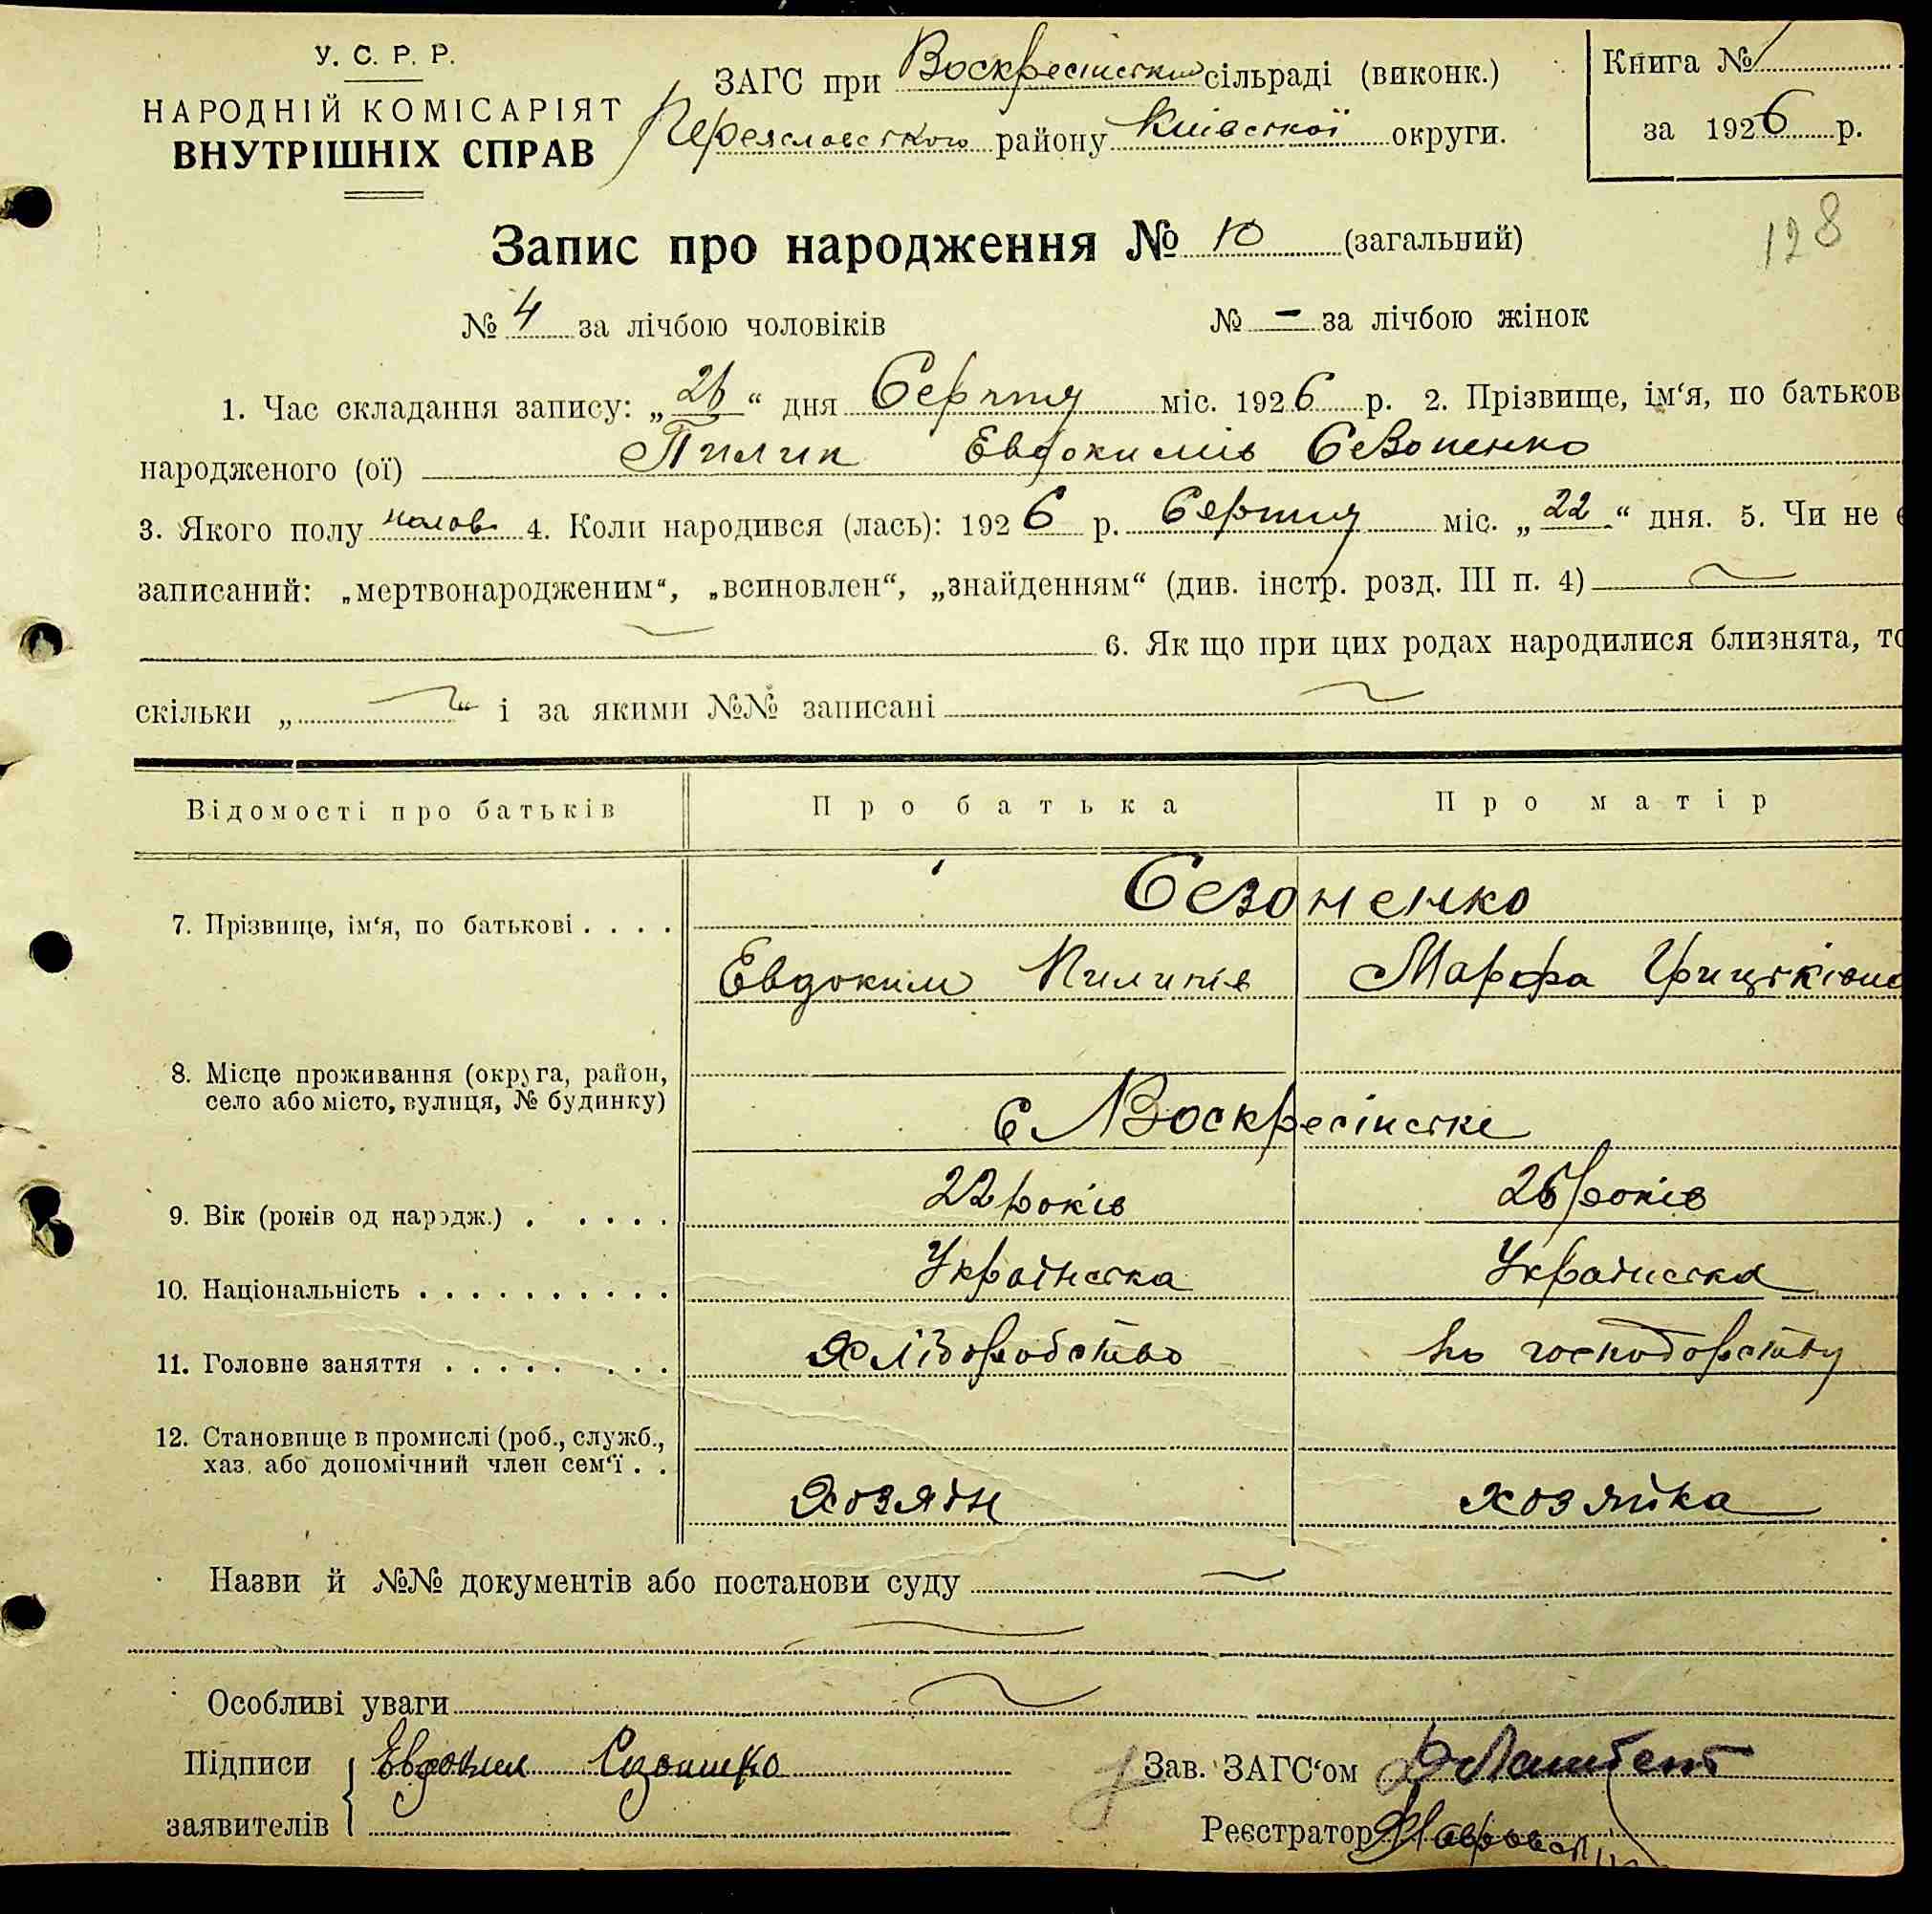 У. С. Р. Р.
НАРОДНІЙ КОМІСАРІЯТ
ВНУТРІШНІХ СПРАВ
ЗАГС при Воскресінській сільраді (виконк.)
Переяславського району Київської округи.
Книга №
за 1926 р.
128
Запис про народження № 10 (загальний)
№ 4 за лічбою чоловіків № — за лічбою жінок
1. Час складання запису: „26“ дня Серпня міс. 1926 р. 2. Прізвище, ім‘я, по батьков
народженого (ої) Пилип Евдокимів Сезоненко
3. Якого полу 4. Коли народився (лась): 1926 р. Серпня міс. „22“ дня. 5. Чи не є
записаний: „мертвонародженим“, „всиновлен“, „знайденням“ (див. інстр. розд. III п. 4)
6. Як що при цих родах народилися близнята, то
скільки „ “ і за якими №№ записані
Відомості про батьків Про батька Про матір
7. Прізвище, ім‘я, по батькові . . . . Сезоненко
Евдоким Пилипів Марфа Грицьківна
8. Місце проживання (округа, район,
село або місто, вулиця, № будинку)
С Воскресінське
9. Вік (років од народж.) . . . . . 22 років 26 років
10. Національність . . . . . . . . . . Українська Українська
11. Головне заняття . . . . . . . . Хліборобство по господарству
12. Становище в промислі (роб., служб.,
хаз. або допомічний член сем‘ї . .
Хозяін хозяйка
Назви й №№ документів або постанови суду
Особливі уваги
Підписи Евдоким
заявителів
Зав. ЗАГС‘ом
Реєстратор